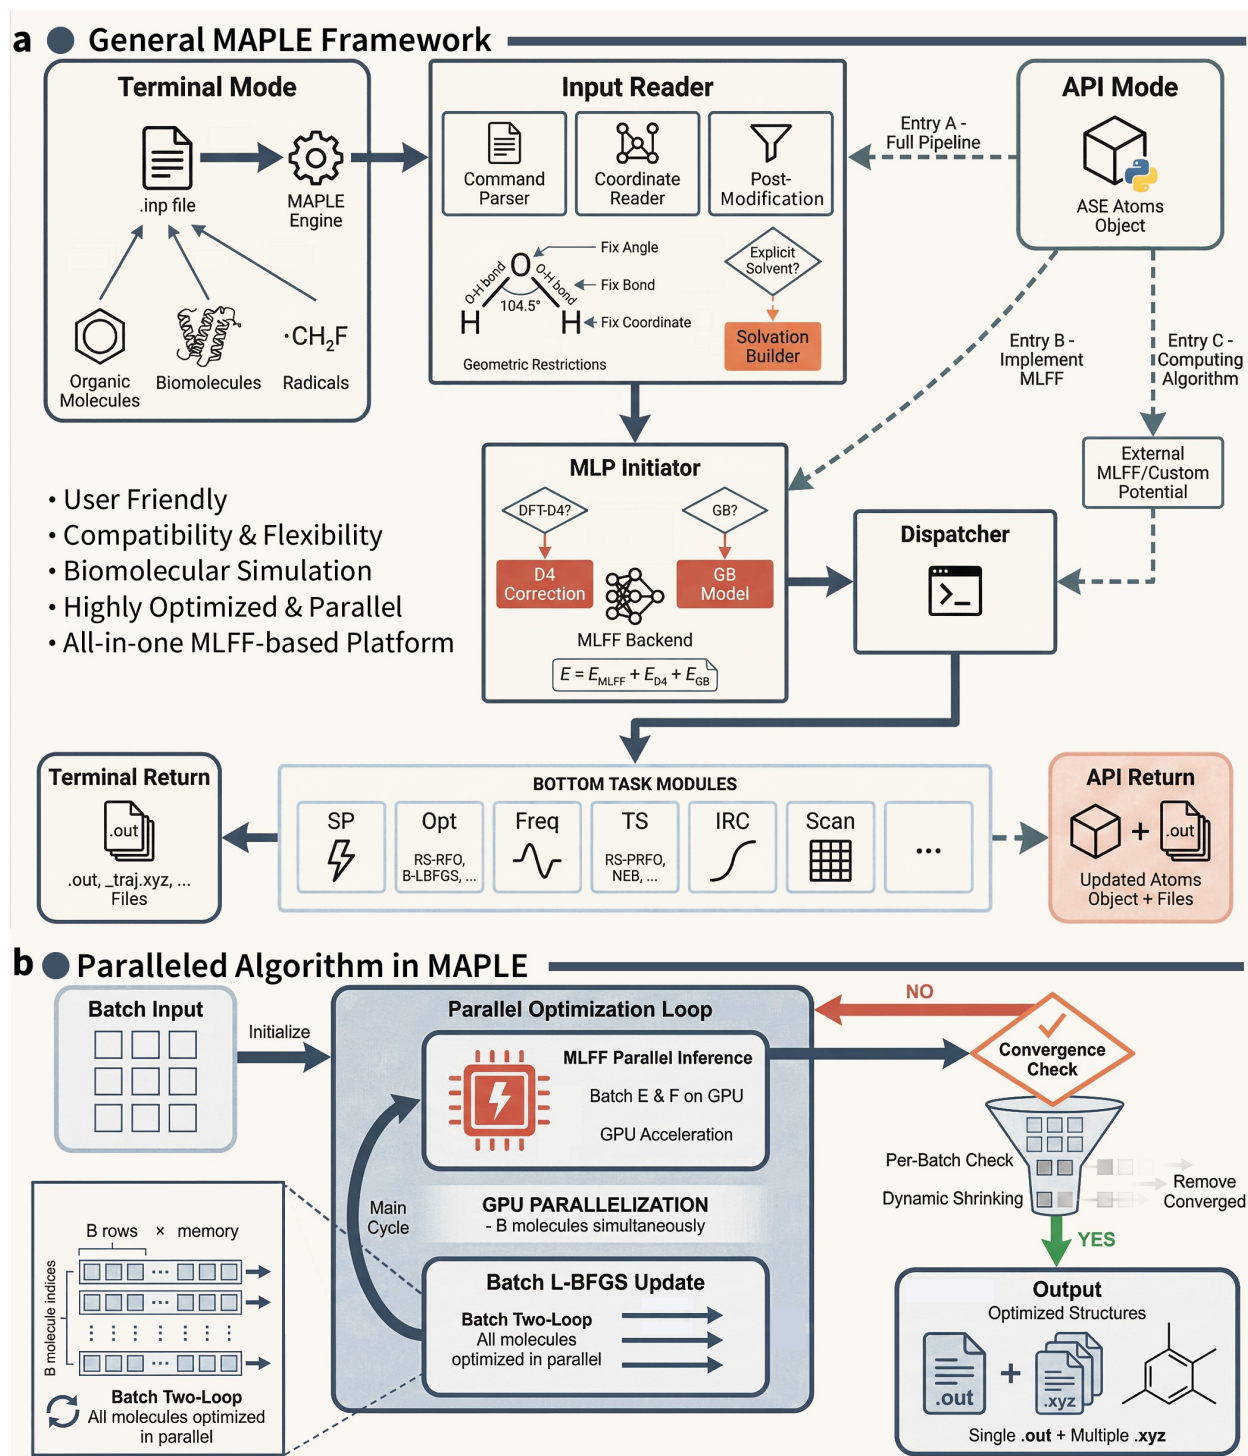 a General MAPLE Framework
Terminal Mode
.inp file
MAPLE
Engine
·CH₂F
Organic
Molecules
Biomolecules
Radicals
Input Reader
Command
Parser
Coordinate
Reader
Post-
Modification
O
H
H
O-H bond
O-H bond
104.5°
Fix Angle
Fix Bond
Fix Coordinate
Geometric Restrictions
Explicit
Solvent?
Solvation
Builder
API Mode
ASE Atoms
Object
Entry A -
Full Pipeline
Entry B -
Implement
MLFF
Entry C -
Computing
Algorithm
External
MLFF/Custom
Potential
• User Friendly
• Compatibility & Flexibility
• Biomolecular Simulation
• Highly Optimized & Parallel
• All-in-one MLFF-based Platform
MLP Initiator
DFT-D4?
GB?
D4
Correction
GB
Model
MLFF Backend
E = E_MLFF + E_D4 + E_GB
Dispatcher
>_
Terminal Return
.out
.out, _traj.xyz, ...
Files
BOTTOM TASK MODULES
SP
Opt
RS-RFO,
B-LBFGS, ...
Freq
TS
RS-PRFO,
NEB, ...
IRC
Scan
...
API Return
+
.out
Updated Atoms
Object + Files
b Paralleled Algorithm in MAPLE
Batch Input
Initialize
Parallel Optimization Loop
MLFF Parallel Inference
Batch E & F on GPU
GPU Acceleration
Main
Cycle
GPU PARALLELIZATION
- B molecules simultaneously
Batch L-BFGS Update
Batch Two-Loop
All molecules
optimized in parallel
B rows × memory
B molecule indices
Batch Two-Loop
All molecules optimized
in parallel
NO
Convergence
Check
Per-Batch Check
Dynamic Shrinking
Remove
Converged
YES
Output
Optimized Structures
.out
+
.xyz
Single .out + Multiple .xyz